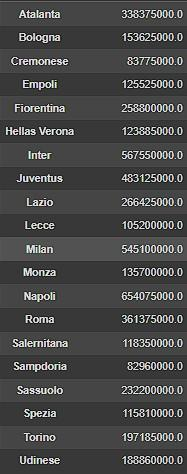 Atalanta 338375000.0
Bologna 153625000.0
Cremonese 83775000.0
Empoli 125525000.0
Fiorentina 258800000.0
Hellas Verona 123885000.0
Inter 567550000.0
Juventus 483125000.0
Lazio 266425000.0
Lecce 105200000.0
Milan 545100000.0
Monza 135700000.0
Napoli 654075000.0
Roma 361375000.0
Salernitana 118350000.0
Sampdoria 82960000.0
Sassuolo 232200000.0
Spezia 115810000.0
Torino 197185000.0
Udinese 188860000.0